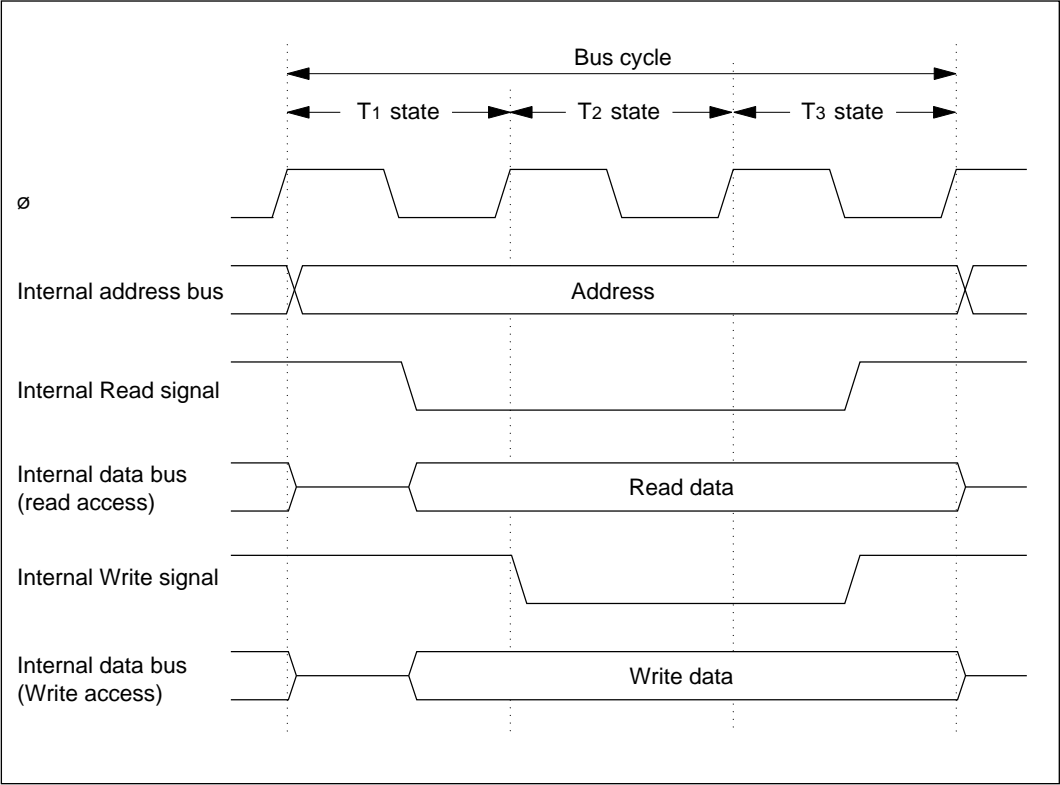 Bus cycle
T1 state
T2 state
T3 state
ø
Internal address bus
Address
Internal Read signal
Internal data bus
(read access)
Read data
Internal Write signal
Internal data bus
(Write access)
Write data